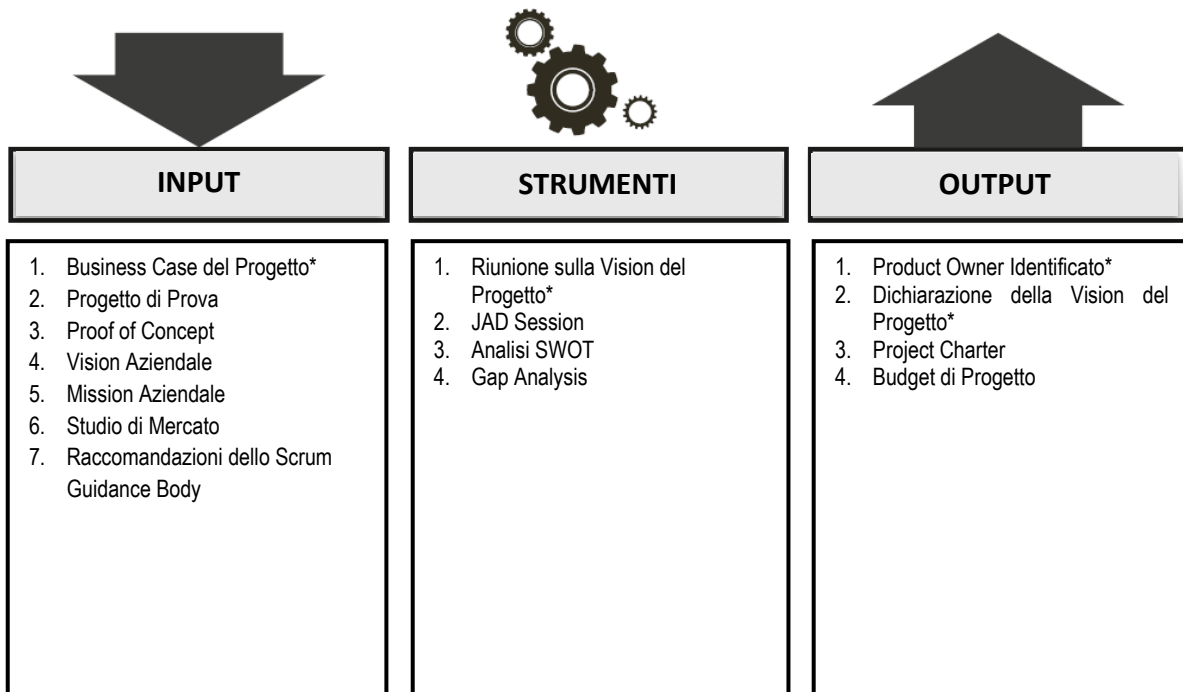 INPUT
1. Business Case del Progetto*
2. Progetto di Prova
3. Proof of Concept
4. Vision Aziendale
5. Mission Aziendale
6. Studio di Mercato
7. Raccomandazioni dello Scrum
Guidance Body
STRUMENTI
1. Riunione sulla Vision del
Progetto*
2. JAD Session
3. Analisi SWOT
4. Gap Analysis
OUTPUT
1. Product Owner Identificato*
2. Dichiarazione della Vision del
Progetto*
3. Project Charter
4. Budget di Progetto